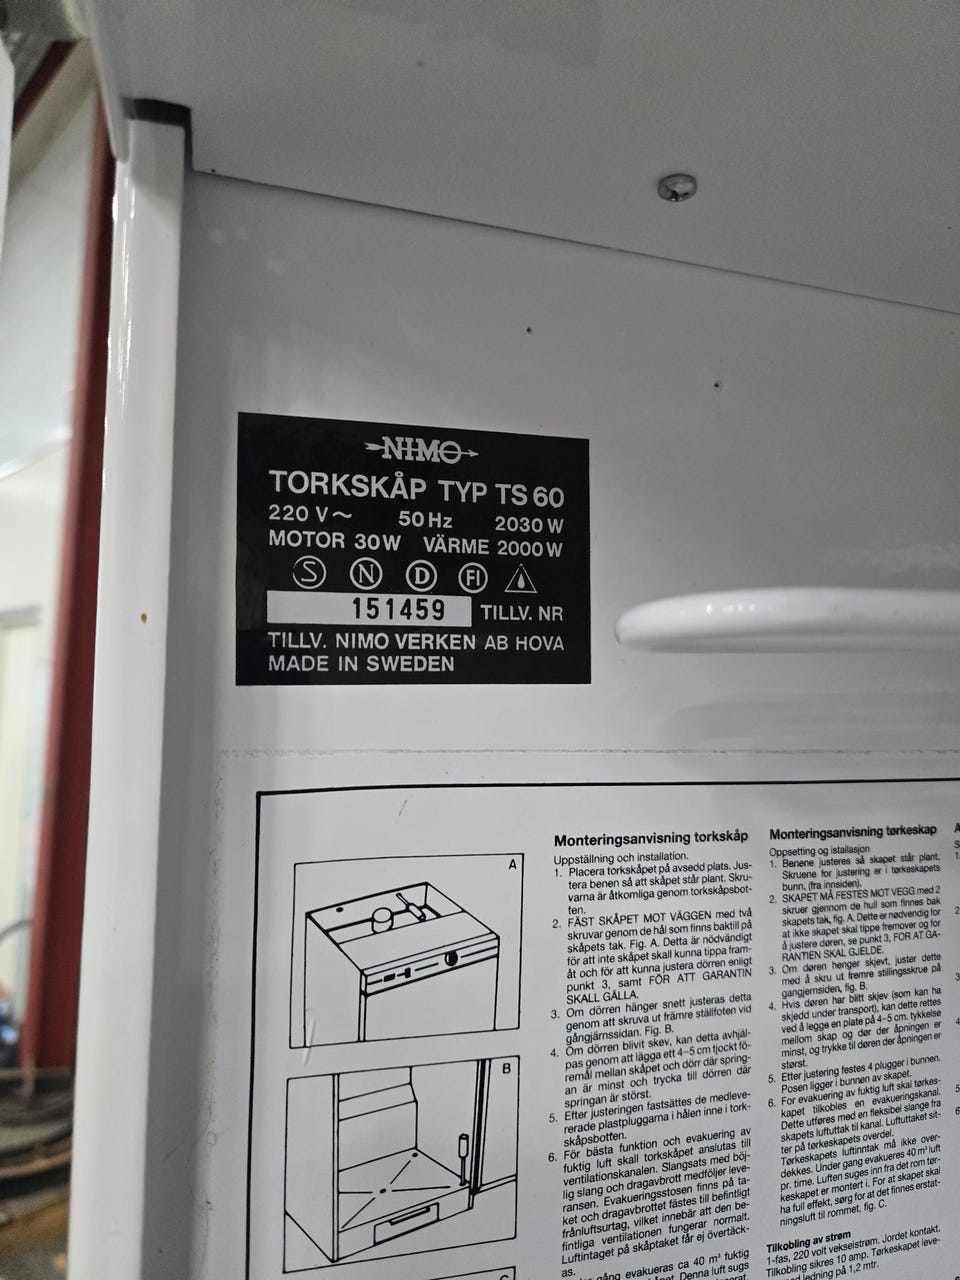 NIMO
TORKSKÅP TYP TS 60
220 V~ 50 Hz 2030 W
MOTOR 30 W VÄRME 2000 W
S N D FI
151459 TILLV. NR
TILLV. NIMO VERKEN AB HOVA
MADE IN SWEDEN
A
B
C
Monteringsanvisning torkskåp
Uppställning och installation.
1. Placera torkskåpet på avsedd plats. Jus-
tera benen så att skåpet står plant. Skru-
varna är åtkomliga genom torkskåpsbot-
ten.
2. FÄST SKÅPET MOT VÄGGEN med två
skruvar genom de hål som finns baktill på
skåpets tak. Fig. A. Detta är nödvändigt
för att inte skåpet skall kunna tippa fram-
åt och för att kunna justera dörren enligt
punkt 3, samt FÖR ATT GARANTIN
SKALL GÄLLA.
3. Om dörren hänger snett justeras detta
genom att skruva ut främre ställfoten vid
gångjärnssidan. Fig. B.
4. Om dörren blivit skev, kan detta avhjäl-
pas genom att lägga ett 4–5 cm tjockt fö-
remål mellan skåpet och dörr där spring-
an är minst och trycka till dörren där
springan är störst.
5. Efter justeringen fastsättes de medleve-
rerade plastpluggarna i hålen inne i tork-
skåpsbotten.
6. För bästa funktion och evakuering av
fuktig luft skall torkskåpet anslutas till
ventilationskanalen. Slangsats med böj-
lig slang och dragavbrott medföljer leve-
ransen. Evakueringsstosen finns på ta-
ket och dragavbrottet fästes till befintligt
frånluftsurtag, vilket innebär att den be-
fintliga ventilationen fungerar normalt.
Luftintaget på skåptaket får ej övertäck-
as.
gång evakueras ca 40 m³ fuktig
Denna luft sugs
Monteringsanvisning tørkeskap
Oppsetting og istallasjon
1. Benene justeres så skapet står plant.
Skruene for justering er i tørkeskapets
bunn, (fra innsiden).
2. SKAPET MÅ FESTES MOT VEGG med 2
skruer gjennom de hull som finnes bak
skapets tak, fig. A. Dette er nødvendig for
at ikke skapet skal tippe fremover og for
å justere døren, se punkt 3, FOR AT GA-
RANTIEN SKAL GJELDE.
3. Om døren henger skjevt, juster dette
med å skru ut fremre stillingsskrue på
gangjernsiden, fig. B.
4. Hvis døren har blitt skjev (som kan ha
skjedd under transport), kan dette rettes
ved å legge en plate på 4–5 cm. tykkelse
mellom skap og dør der åpningen er
minst, og trykke til døren der åpningen er
størst.
5. Etter justering festes 4 plugger i bunnen.
Posen ligger i bunnen av skapet.
6. For evakuering av fuktig luft skal tørkes-
kapet tilkobles en evakueringskanal.
Dette utføres med en fleksibel slange fra
skapets luftuttak til kanal. Luftuttaket sit-
ter på tørkeskapets overdel.
Tørkeskapets luftinntak må ikke over-
dekkes. Under gang evakueres 40 m³ luft
pr. time. Luften suges inn fra det rom tør-
keskapet er montert i. For at skapet skal
ha full effekt, sørg for at det finnes erstat-
ningsluft til rommet, fig. C.
Tilkobling av strøm
1-fas, 220 volt vekselstrøm. Jordet kontakt.
Tilkobling sikres 10 amp. Tørkeskapet leve-
ledning på 1,2 mtr.